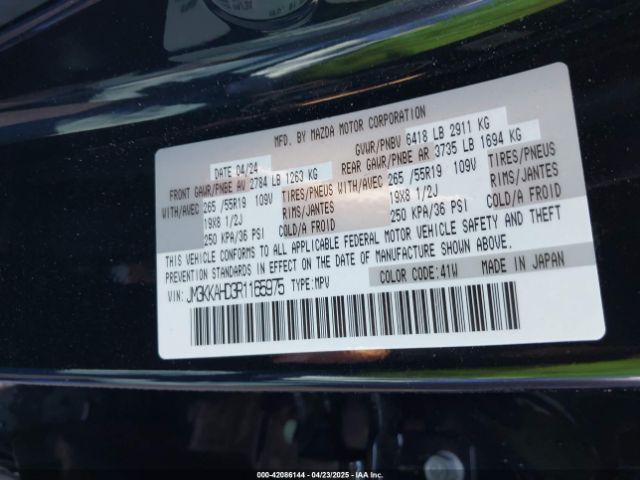 MFD. BY MAZDA MOTOR CORPORATION
DATE 04/24 GVWR/PNBV 6418 LB 2911 KG
FRONT GAWR/PNBE AV 2784 LB 1263 KG REAR GAWR/PNBE AR 3735 LB 1694 KG
WITH/AVEC 265 /55R19 109V TIRES/PNEUS WITH/AVEC 265 /55R19 109V TIRES/PNEUS
19X8 1/2J RIMS/JANTES 19X8 1/2J RIMS/JANTES
250 KPA/36 PSI COLD/A FROID 250 KPA/36 PSI COLD/A FROID
THIS VEHICLE CONFORMS TO ALL APPLICABLE FEDERAL MOTOR VEHICLE SAFETY AND THEFT
PREVENTION STANDARDS IN EFFECT ON THE DATE OF MANUFACTURE SHOWN ABOVE.
VIN: JM3KKAHD3R1165975 TYPE: MPV COLOR CODE: 41W MADE IN JAPAN
000-42086144 - 04/23/2025 - IAAI.COM